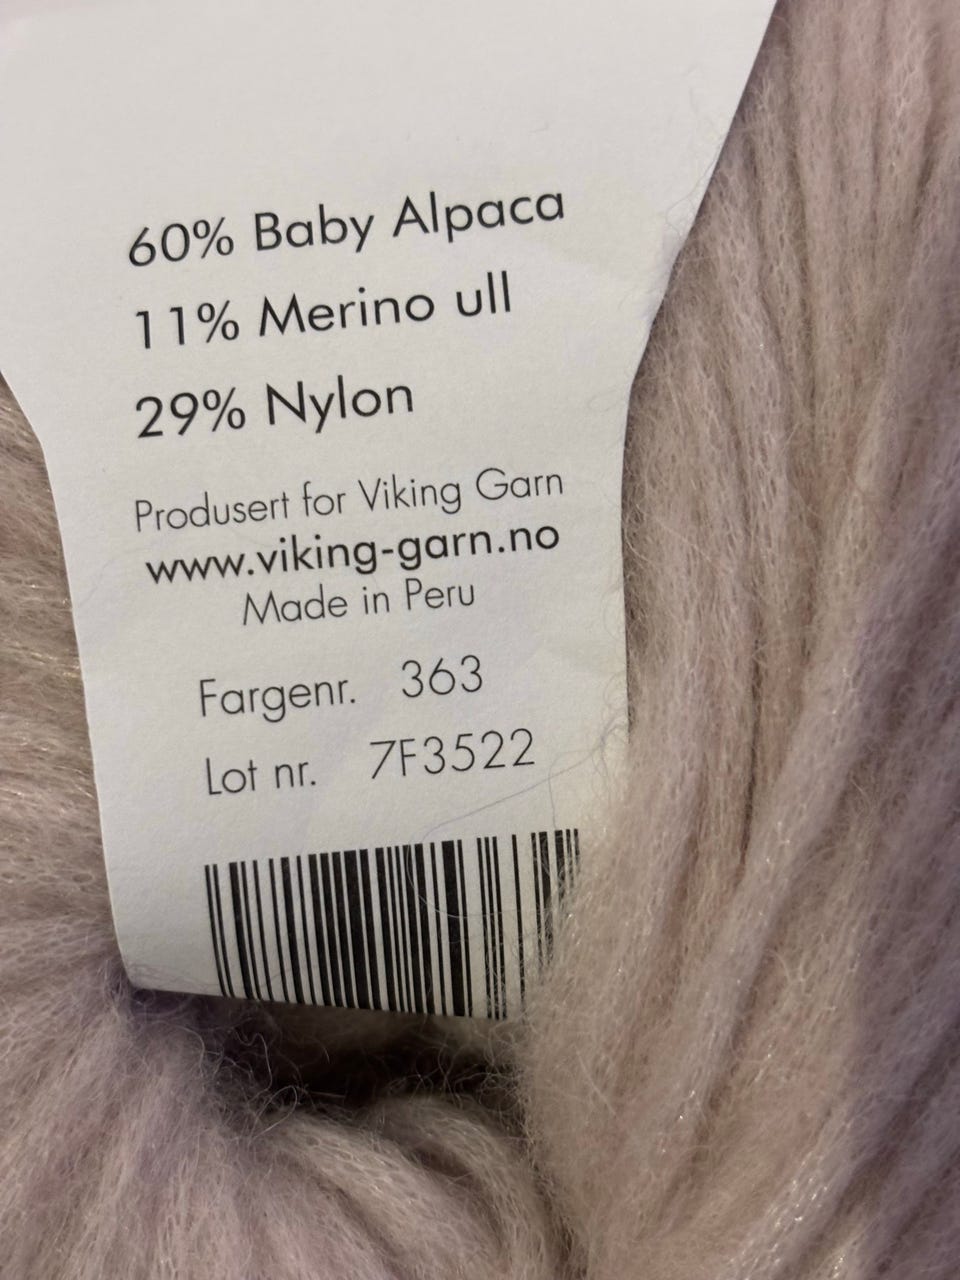 60% Baby Alpaca
11% Merino ull
29% Nylon
Produsert for Viking Garn
www.viking-garn.no
Made in Peru
Fargenr. 363
Lot nr. 7F3522